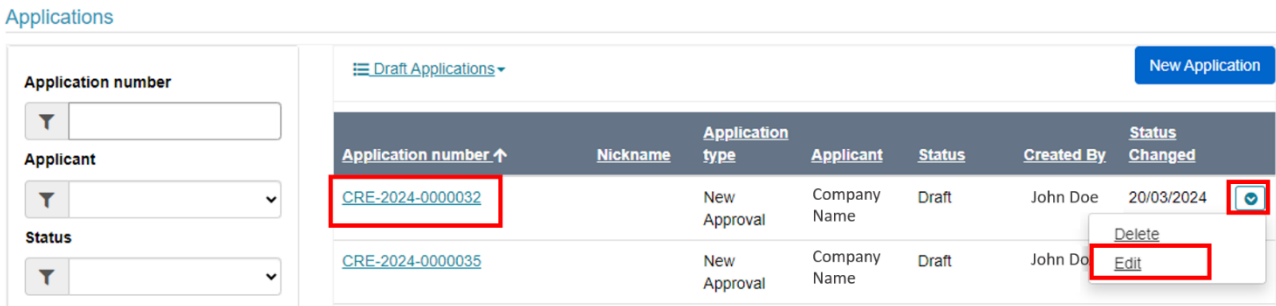 Applications
Application number
Applicant
Status
Draft Applications
New Application
Application number Nickname Application type Applicant Status Created By Status Changed
CRE-2024-0000032 New Approval Company Name Draft John Doe 20/03/2024
Delete
Edit
CRE-2024-0000035 New Approval Company Name Draft John Do